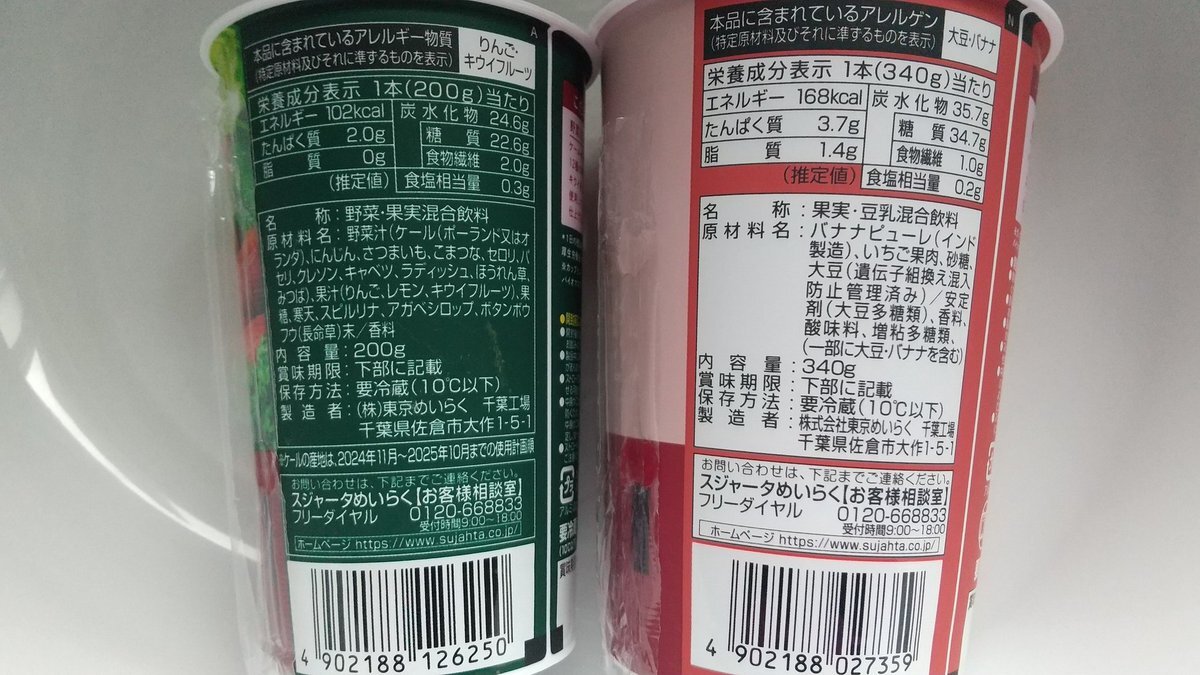 A
本品に含まれているアレルギー物質
(特定原材料及びそれに準ずるものを表示)
りんご・
キウイフルーツ
栄養成分表示 1本(200g)当たり
エネルギー 102kcal
たんぱく質 2.0g
脂質 0g
(推定値)
炭水化物 24.6g
糖質 22.6g
食物繊維 2.0g
食塩相当量 0.3g
名称:野菜・果実混合飲料
原材料名:野菜汁(ケール(ポーランド又はオ
ランダ)、にんじん、さつまいも、こまつな、セロリ、パ
セリ、クレソン、キャベツ、ラディッシュ、ほうれん草、
みつば)、果汁(りんご、レモン、キウイフルーツ)、果
糖、寒天、スピルリナ、アガベシロップ、ボタンボウ
フウ(長命草)末/香料
内容量:200g
賞味期限:下部に記載
保存方法:要冷蔵(10℃以下)
製造者:(株)東京めいらく 千葉工場
千葉県佐倉市大作1-5-1
※ケールの産地は、2024年11月~2025年10月までの使用計画順
お問い合わせは、下記までご連絡ください。
スジャータめいらく【お客様相談室】
フリーダイヤル 0120-668833
受付時間9:00~18:00
ホームページ https://www.sujahta.co.jp/
4 902188 126250
N
本品に含まれているアレルゲン
(特定原材料及びそれに準ずるものを表示)
大豆・バナナ
栄養成分表示 1本(340g)当たり
エネルギー 168kcal
たんぱく質 3.7g
脂質 1.4g
(推定値)
炭水化物 35.7g
糖質 34.7g
食物繊維 1.0g
食塩相当量 0.2g
名称:果実・豆乳混合飲料
原材料名:バナナピューレ(インド
製造)、いちご果肉、砂糖、
大豆(遺伝子組換え混入
防止管理済み)/安定
剤(大豆多糖類)、香料、
酸味料、増粘多糖類、
(一部に大豆・バナナを含む)
内容量:340g
賞味期限:下部に記載
保存方法:要冷蔵(10℃以下)
製造者:株式会社東京めいらく 千葉工場
千葉県佐倉市大作1-5-1
お問い合わせは、下記までご連絡ください。
スジャータめいらく【お客様相談室】
フリーダイヤル 0120-668833
受付時間9:00~18:00
ホームページ https://www.sujahta.co.jp/
4 902188 027359